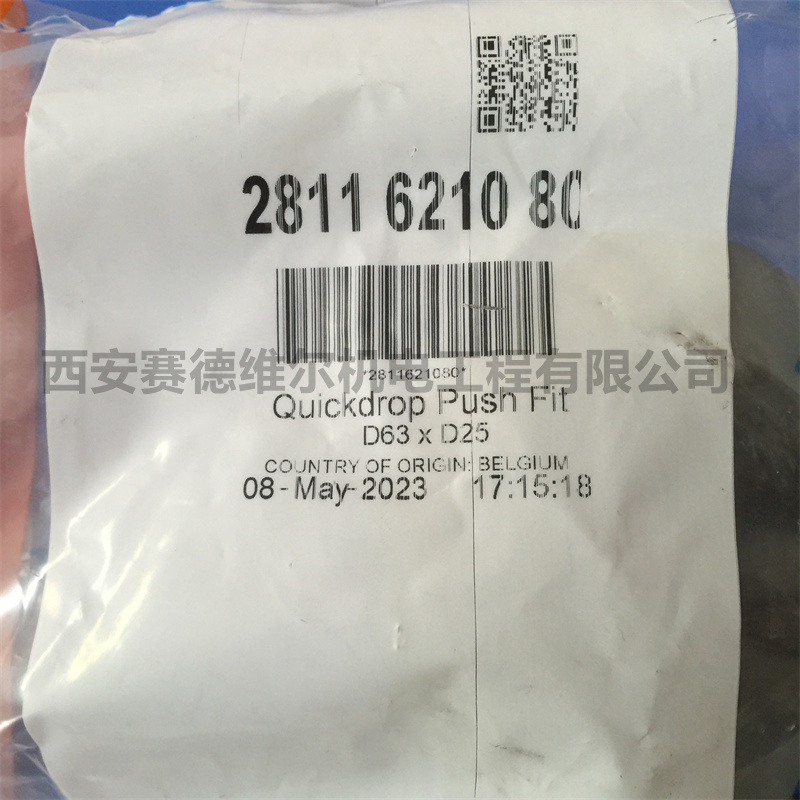 2811 6210 80
*2811621080*
西安赛德维尔机电工程有限公司
Quickdrop Push Fit
D63 x D25
COUNTRY OF ORIGIN: BELGIUM
08-May-2023 17:15:18